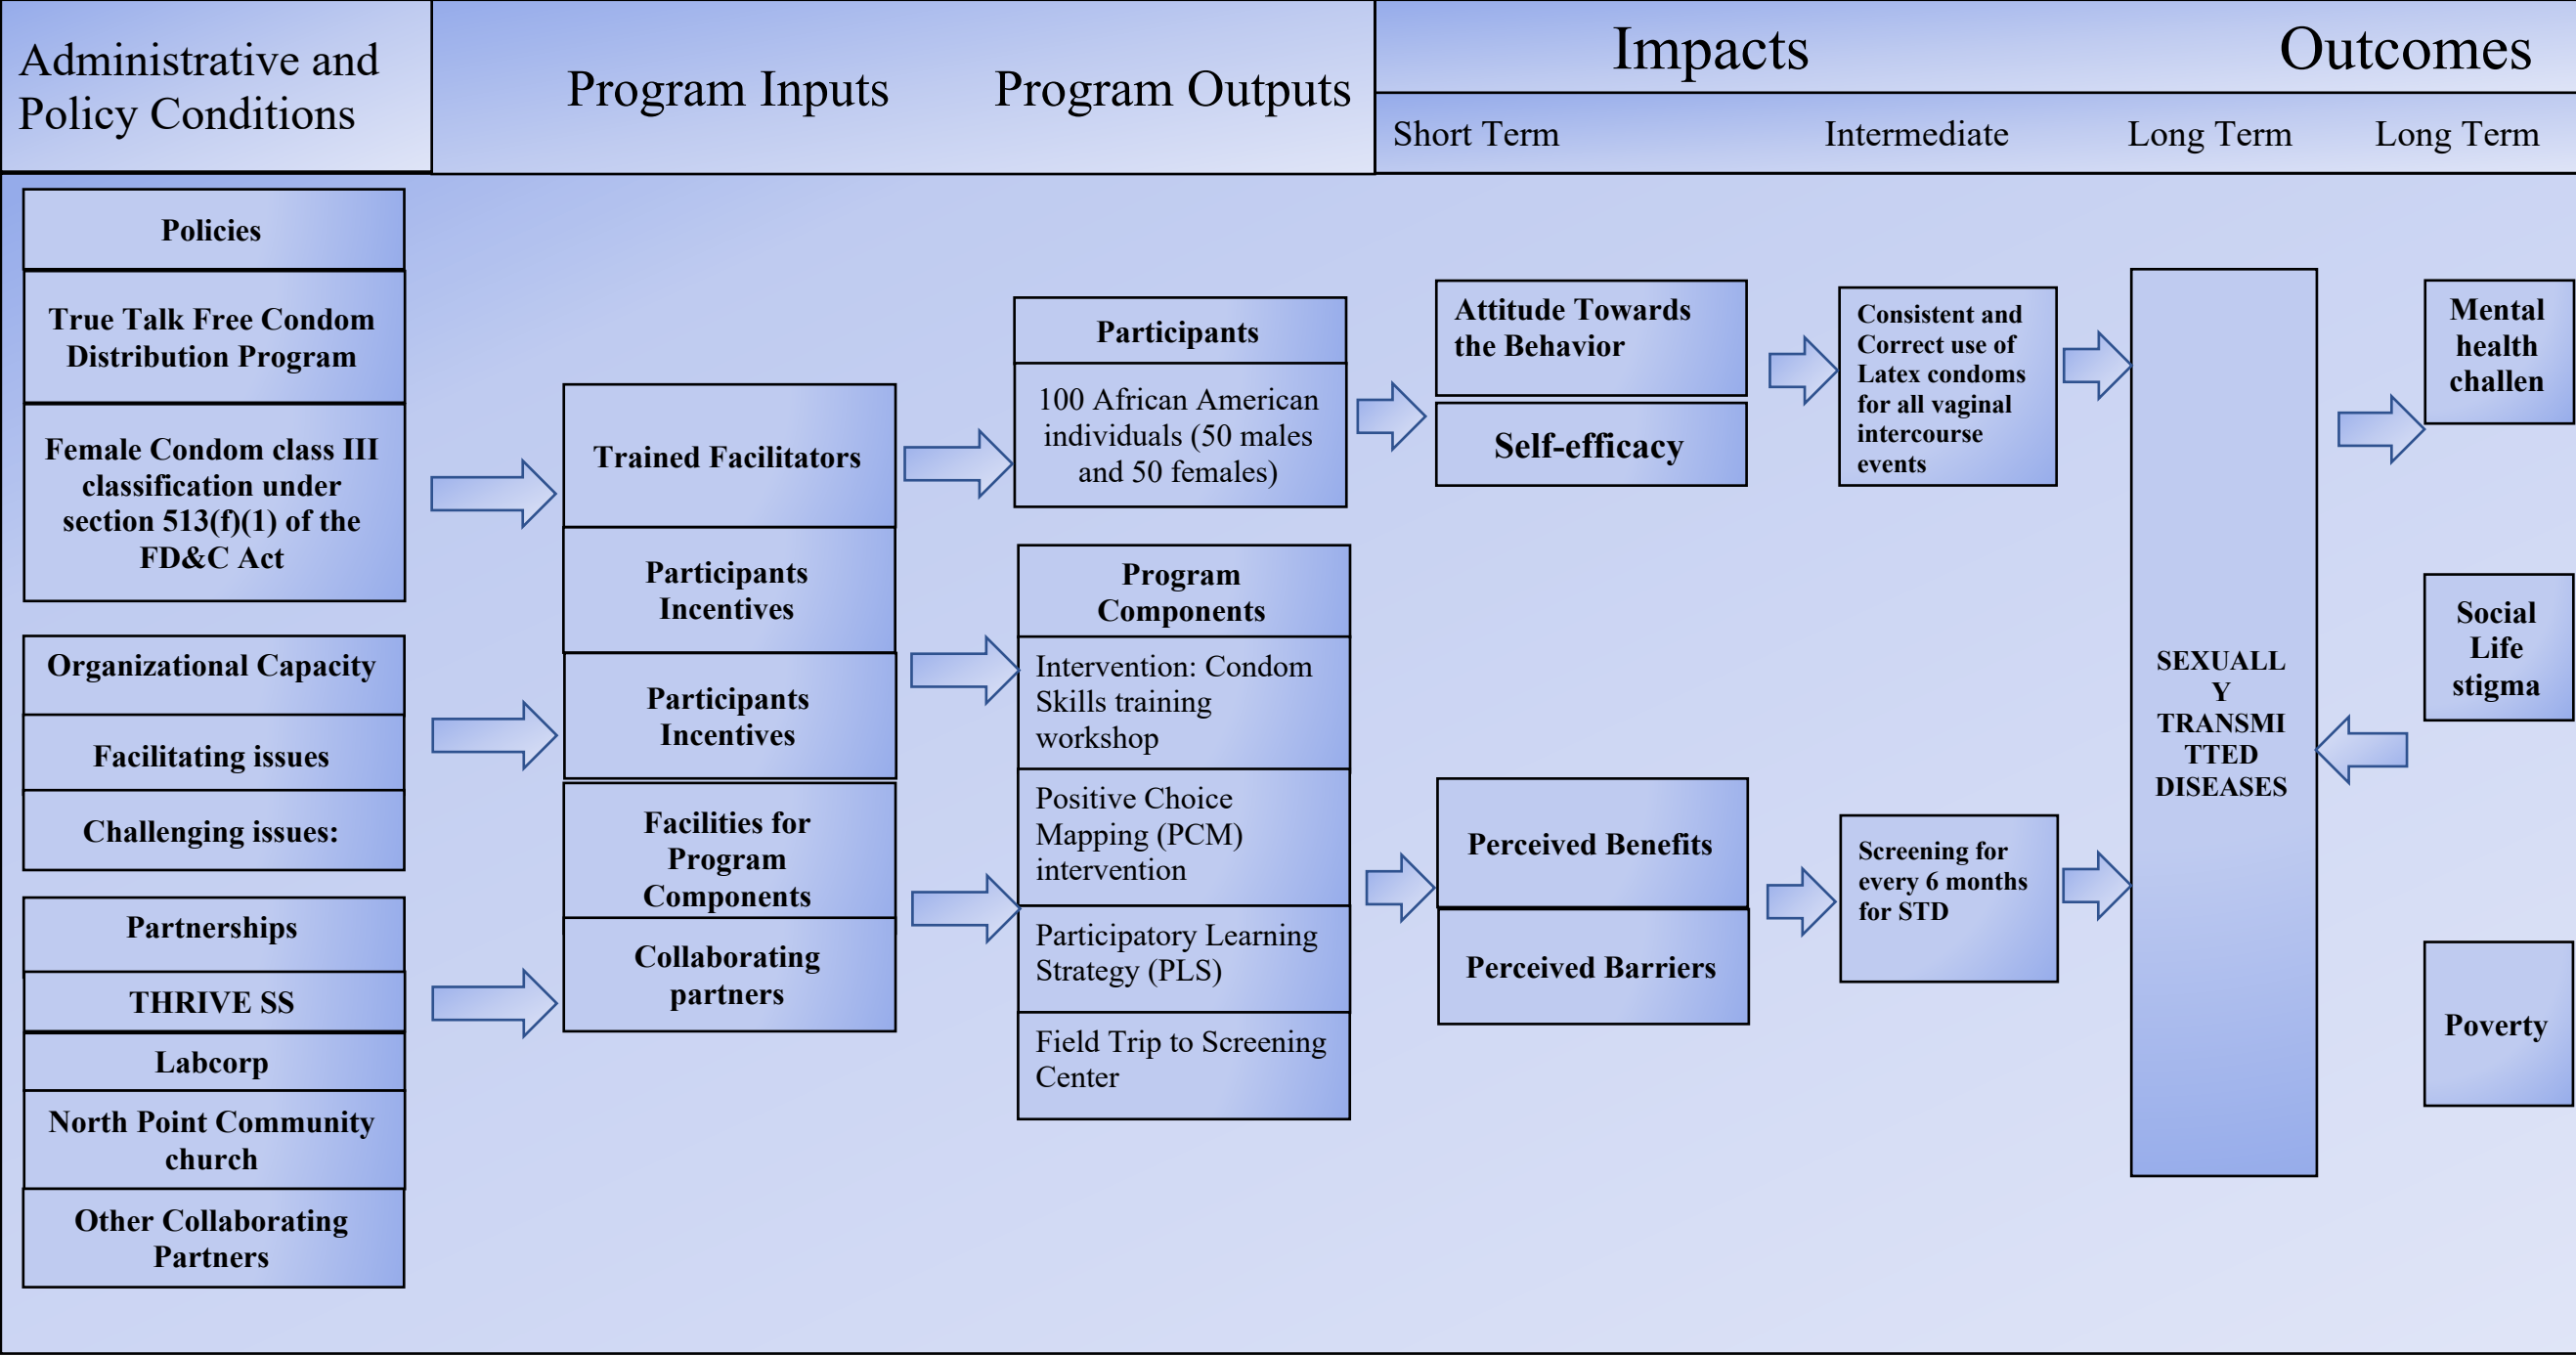 Administrative and
Policy Conditions
Program Inputs
Program Outputs
Impacts
Outcomes
Short Term
Intermediate
Long Term
Long Term
Policies
True Talk Free Condom
Distribution Program
Female Condom class III
classification under
section 513(f)(1) of the
FD&C Act
Organizational Capacity
Facilitating issues
Challenging issues:
Partnerships
THRIVE SS
Labcorp
North Point Community
church
Other Collaborating
Partners
Trained Facilitators
Participants
Incentives
Participants
Incentives
Facilities for
Program
Components
Collaborating
partners
Participants
100 African American
individuals (50 males
and 50 females)
Program
Components
Intervention: Condom
Skills training
workshop
Positive Choice
Mapping (PCM)
intervention
Participatory Learning
Strategy (PLS)
Field Trip to Screening
Center
Attitude Towards
the Behavior
Self-efficacy
Perceived Benefits
Perceived Barriers
Consistent and
Correct use of
Latex condoms
for all vaginal
intercourse
events
Screening for
every 6 months
for STD
SEXUALL
Y
TRANSMI
TTED
DISEASES
Mental
health
challen
Social
Life
stigma
Poverty